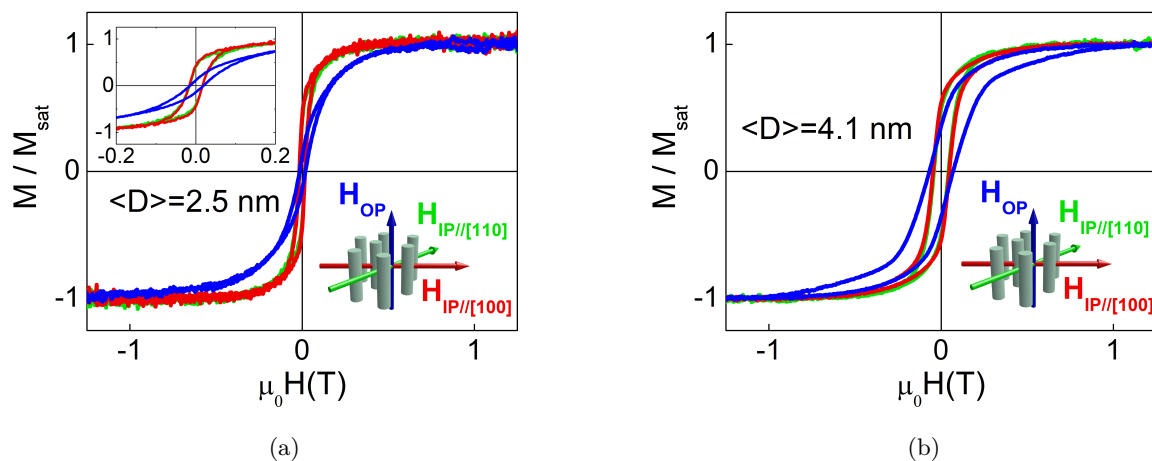 1
0
-1
M / M_sat
1
0
-1
-0.2
0.0
0.2
<D>=2.5 nm
H_OP
H_IP//[110]
H_IP//[100]
-1
0
1
μ₀H(T)
(a)
1
0
-1
M / M_sat
<D>=4.1 nm
H_OP
H_IP//[110]
H_IP//[100]
-1
0
1
μ₀H(T)
(b)